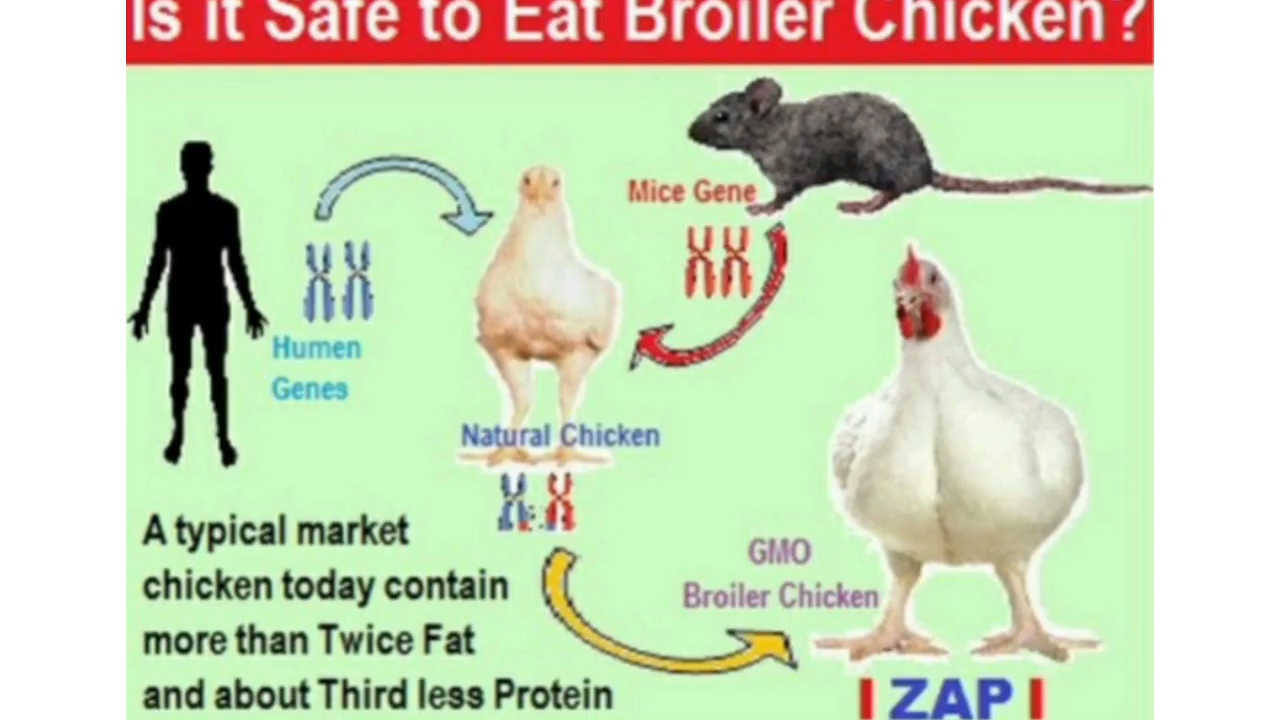 Is it Safe to Eat Broiler Chicken?
Mice Gene
Humen
Genes
Natural Chicken
A typical market
chicken today contain
more than Twice Fat
and about Third less Protein
GMO
Broiler Chicken
ZAP